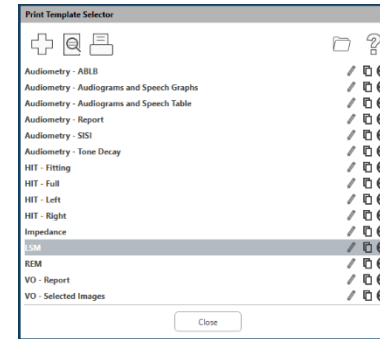 Print Template Selector
Audiometry - ABLB
Audiometry - Audiograms and Speech Graphs
Audiometry - Audiograms and Speech Table
Audiometry - Report
Audiometry - SISI
Audiometry - Tone Decay
HIT - Fitting
HIT - Full
HIT - Left
HIT - Right
Impedance
LSM
REM
VO - Report
VO - Selected Images
Close